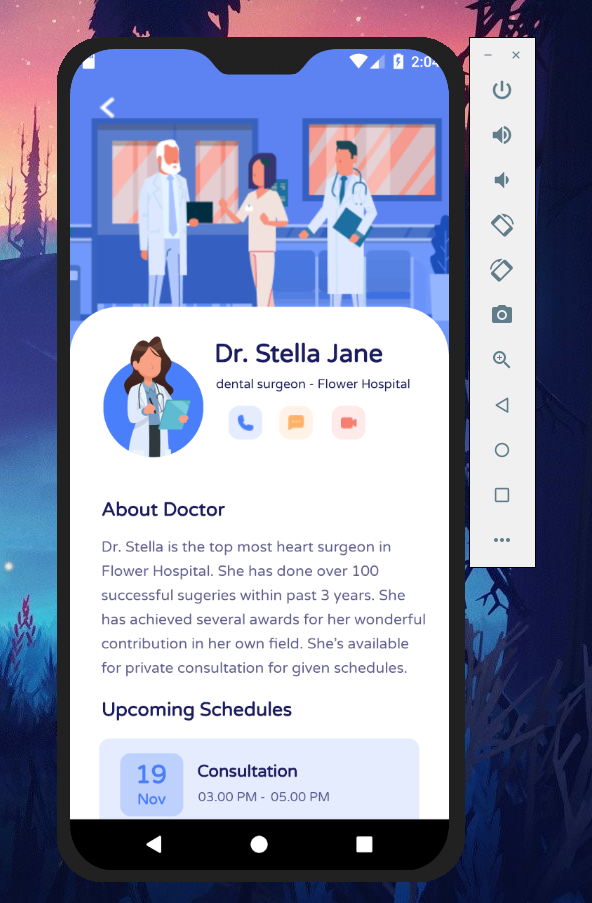 2:04
Dr. Stella Jane
dental surgeon - Flower Hospital
About Doctor
Dr. Stella is the top most heart surgeon in
Flower Hospital. She has done over 100
successful sugeries within past 3 years. She
has achieved several awards for her wonderful
contribution in her own field. She's available
for private consultation for given schedules.
Upcoming Schedules
19
Nov
Consultation
03.00 PM - 05.00 PM